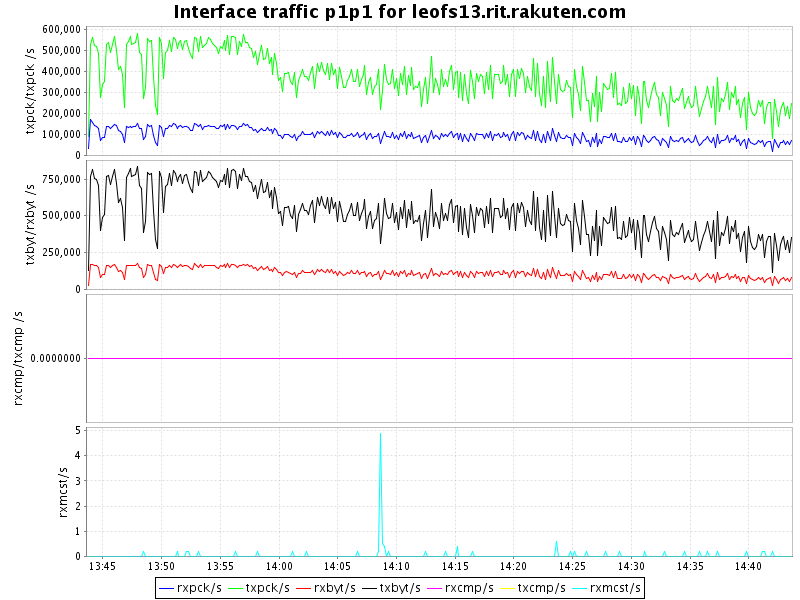 Interface traffic p1p1 for leofs13.rit.rakuten.com
txpck/txpck /s
600,000
500,000
400,000
300,000
200,000
100,000
0
txbyt/rxbyt /s
750,000
500,000
250,000
0
rxcmp/txcmp /s
0.0000000
rxmcst/s
5
4
3
2
1
0
13:45 13:50 13:55 14:00 14:05 14:10 14:15 14:20 14:25 14:30 14:35 14:40
rxpck/s txpck/s rxbyt/s txbyt/s rxcmp/s txcmp/s rxmcst/s